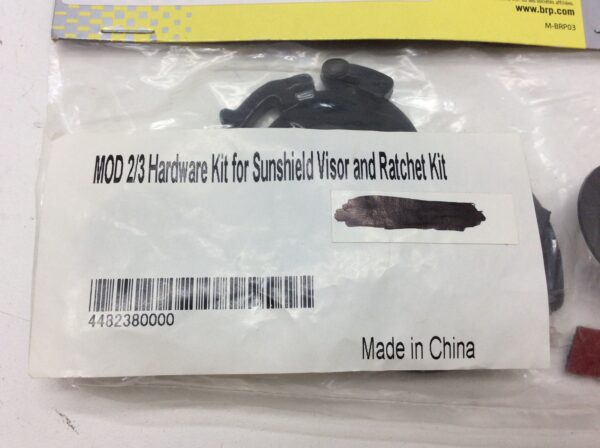 www.brp.com
M-BRP03
MOD 2/3 Hardware Kit for Sunshield Visor and Ratchet Kit
4482380000
Made in China